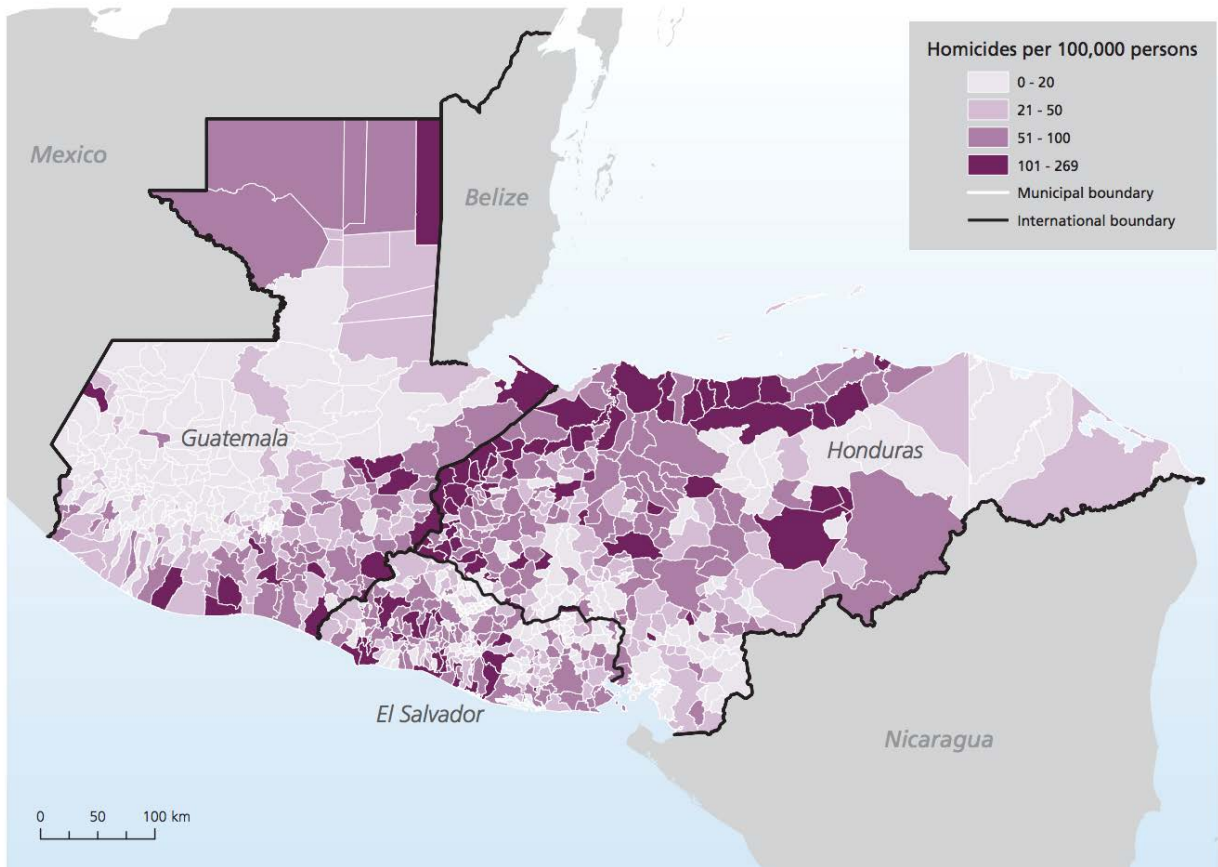 Homicides per 100,000 persons
0 - 20
21 - 50
51 - 100
101 - 269
Municipal boundary
International boundary
Mexico
Belize
Guatemala
Honduras
El Salvador
Nicaragua
0 50 100 km